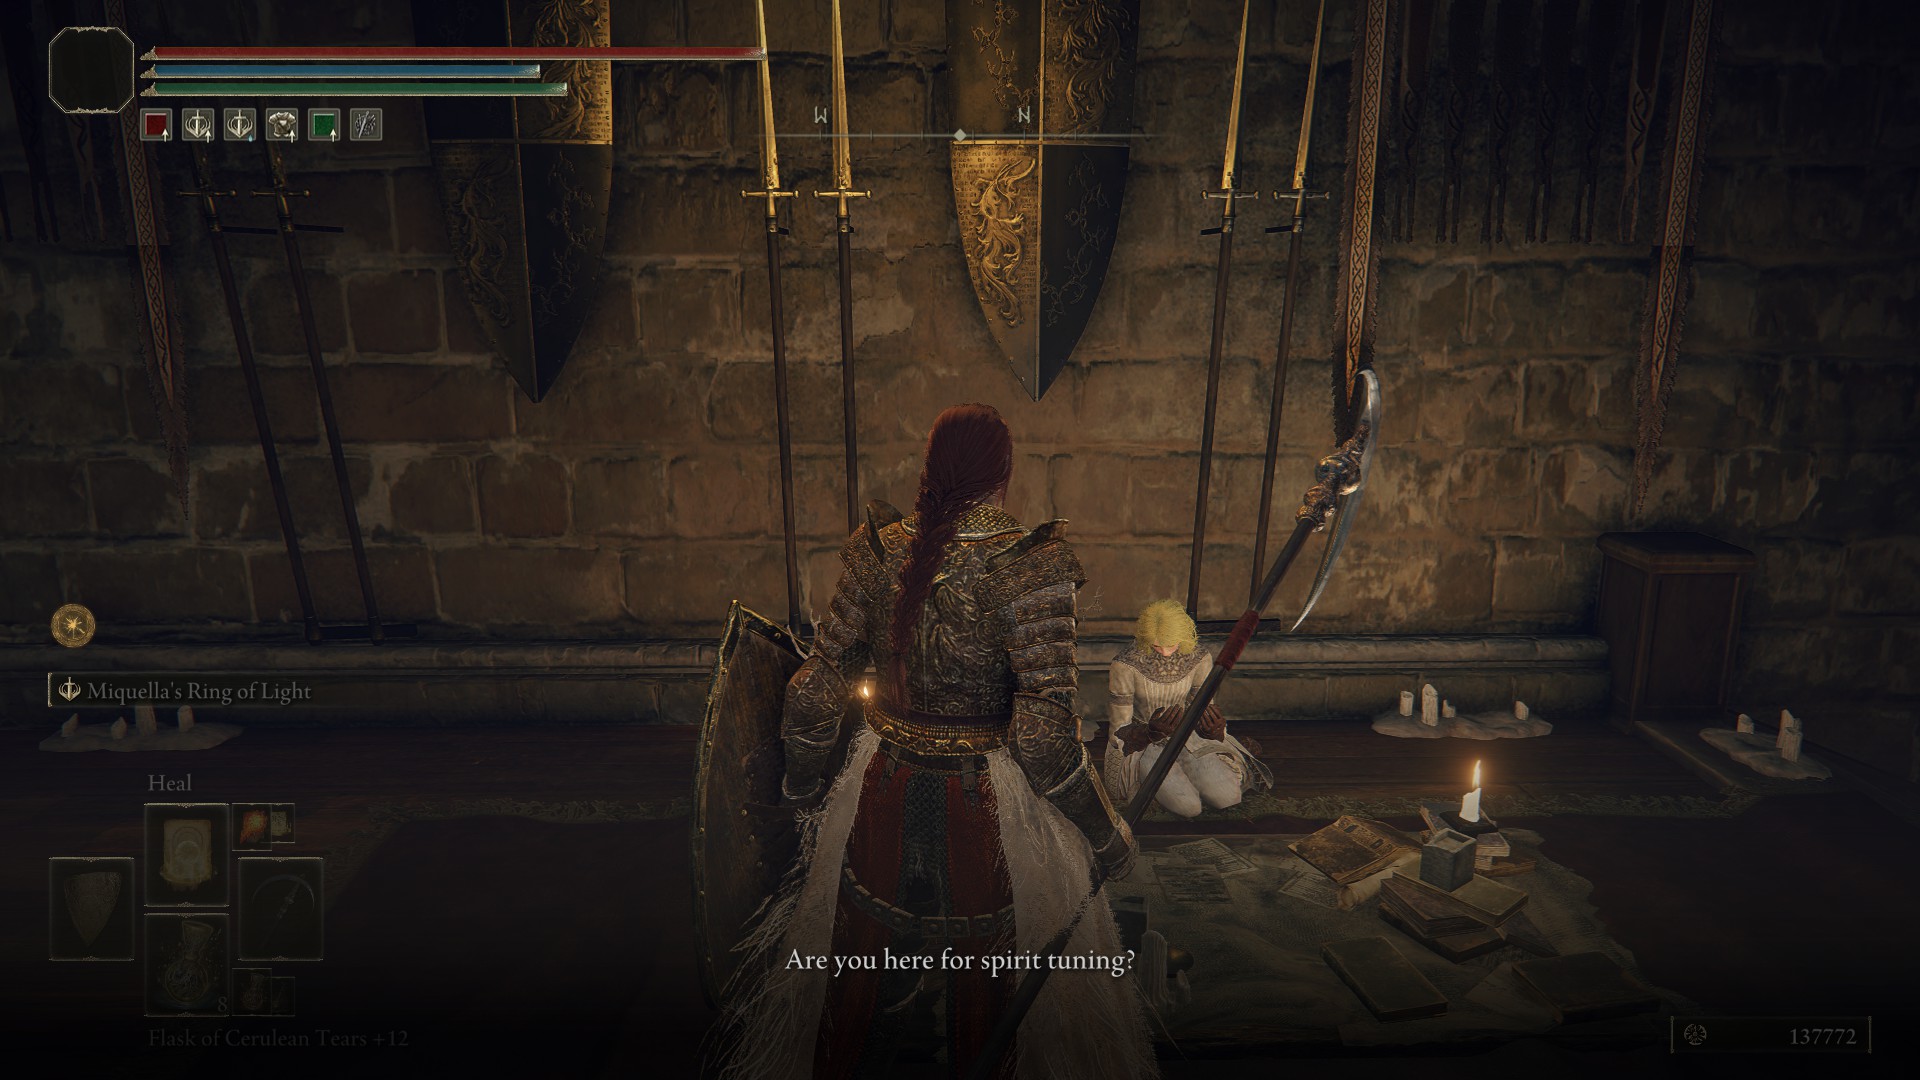 W
N
Miquella's Ring of Light
Heal
Are you here for spirit tuning?
8
Flask of Cerulean Tears +12
137772